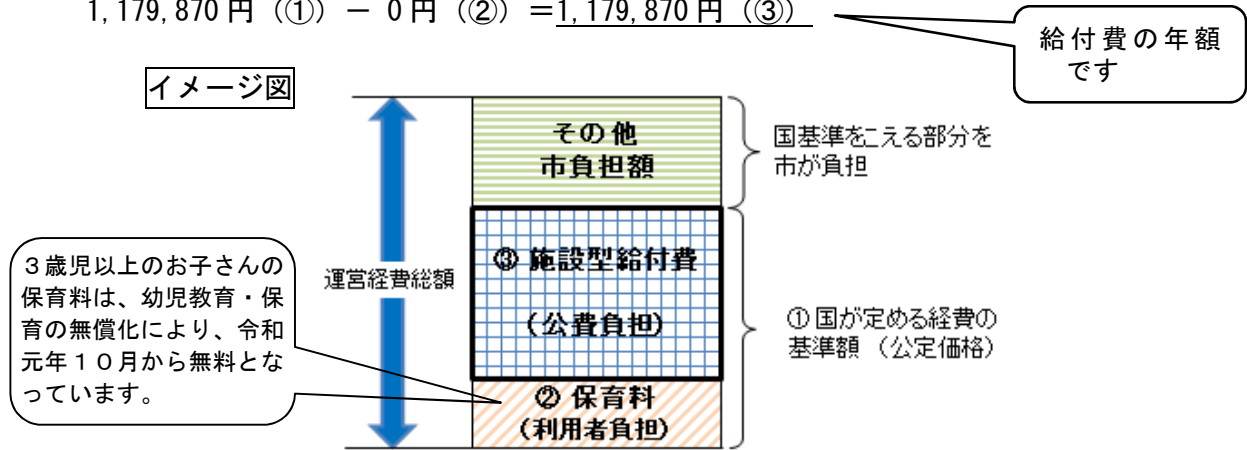 1,179,870円（①）－ 0円（②）＝1,179,870円（③）
給付費の年額
です
イメージ図
その他
市負担額
国基準をこえる部分を
市が負担
3歳児以上のお子さんの
保育料は、幼児教育・保
育の無償化により、令和
元年10月から無料とな
っています。
運営経費総額
③ 施設型給付費
（公費負担）
① 国が定める経費の
基準額（公定価格）
② 保育料
（利用者負担）